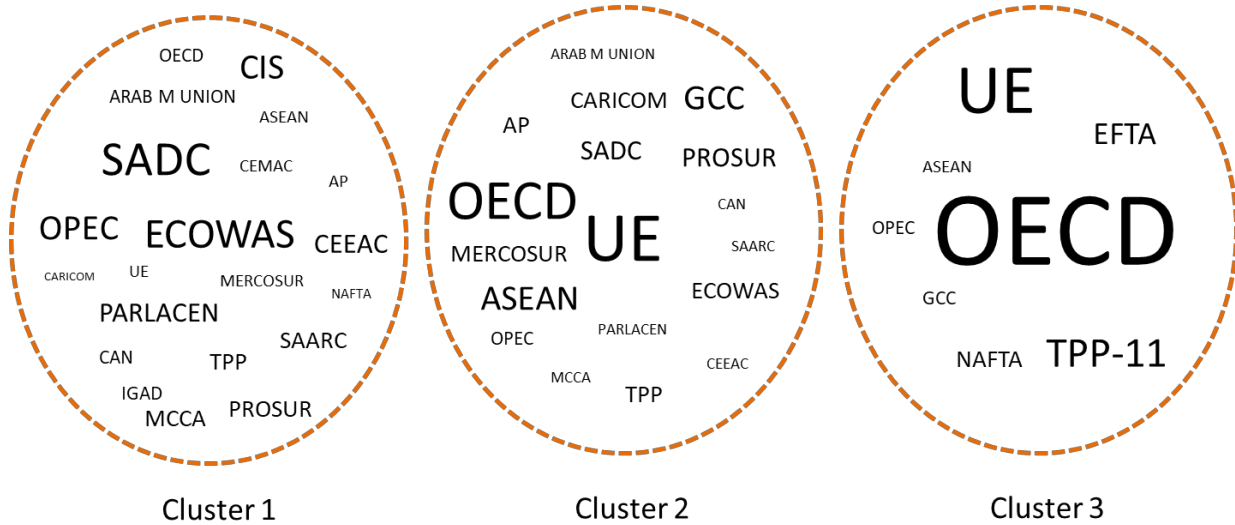 OECD
CIS
ARAB M UNION
ASEAN
SADC
CEMAC
AP
OPEC
ECOWAS
CEEAC
CARICOM
UE
MERCOSUR
NAFTA
PARLACEN
SAARC
CAN
TPP
IGAD
MCCA
PROSUR
Cluster 1
ARAB M UNION
CARICOM
GCC
AP
SADC
PROSUR
OECD
UE
CAN
MERCOSUR
SAARC
ASEAN
ECOWAS
OPEC
PARLACEN
CEEAC
MCCA
TPP
Cluster 2
UE
EFTA
ASEAN
OECD
OPEC
GCC
NAFTA
TPP-11
Cluster 3